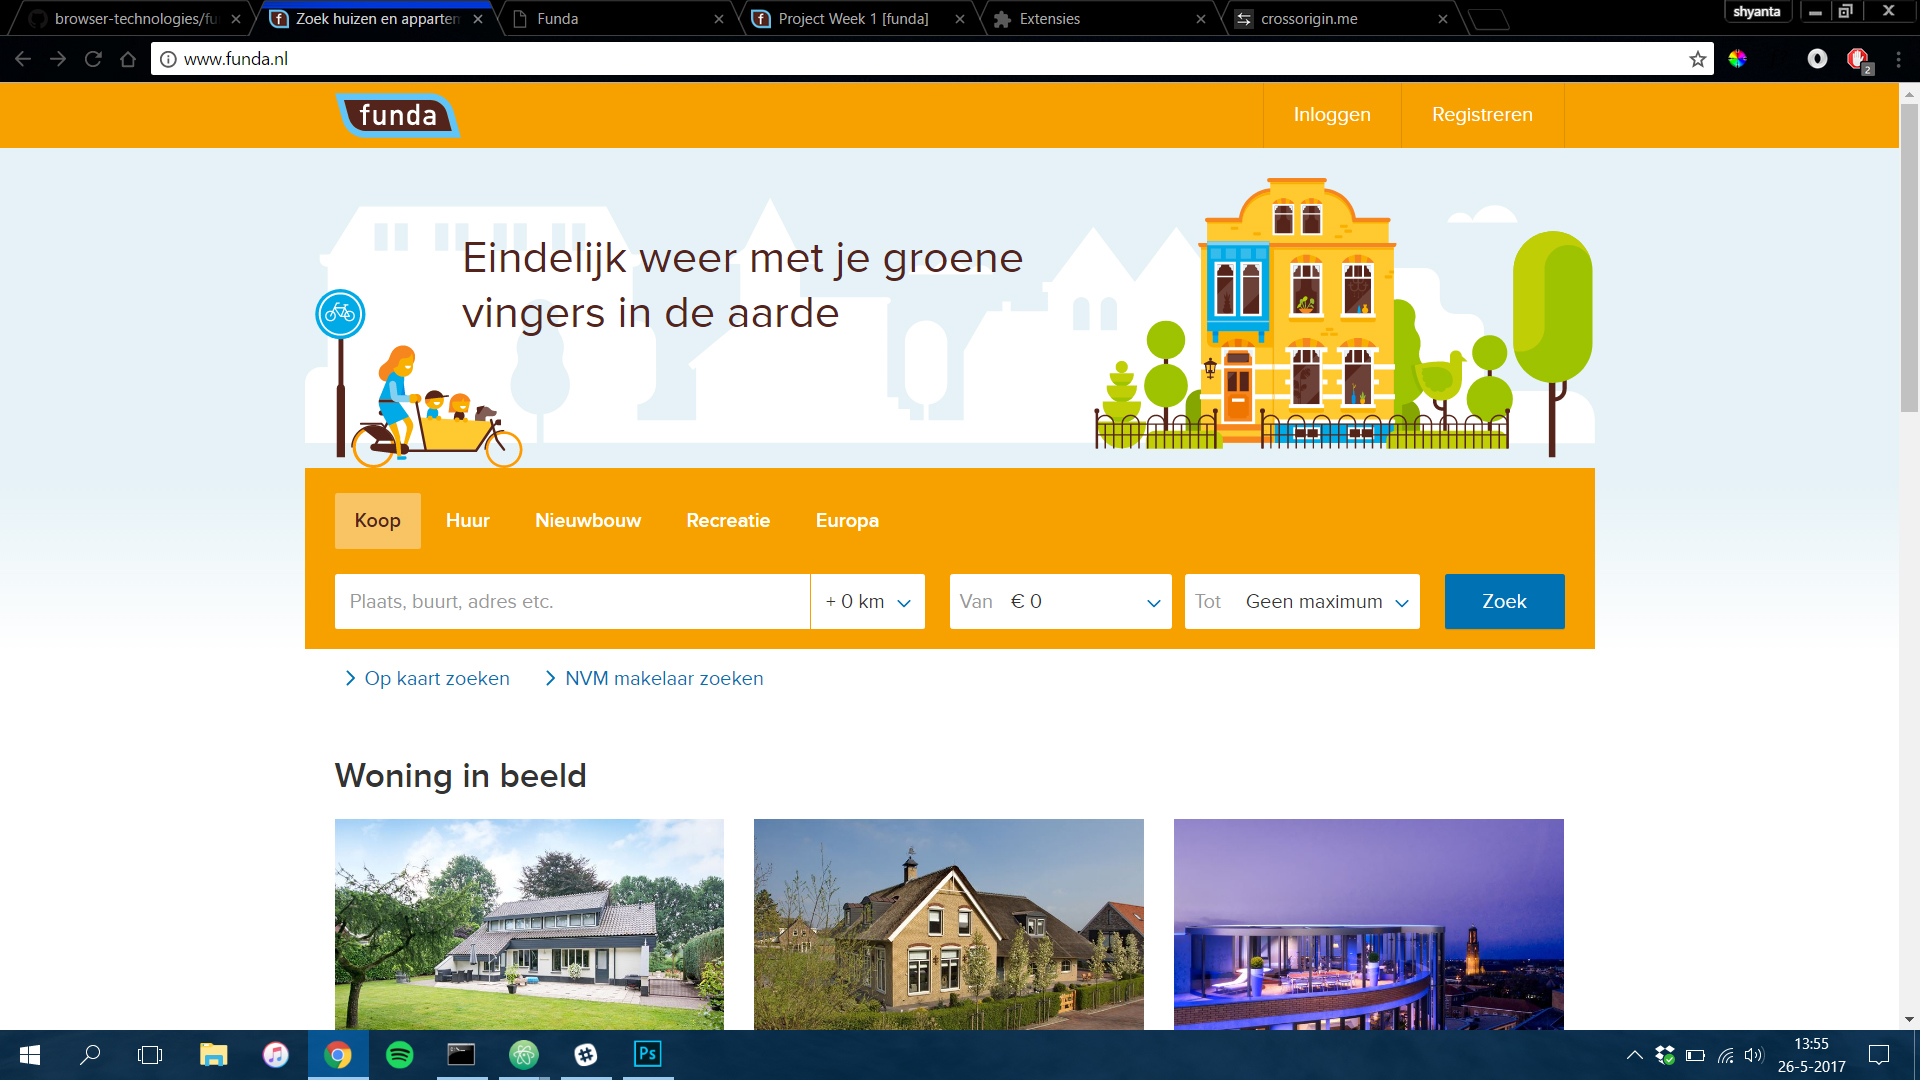 browser-technologies/fu
Zoek huizen en apparten
Funda
Project Week 1 [funda]
Extensies
crossorigin.me
shyanta
www.funda.nl
2
funda
Inloggen
Registreren
Eindelijk weer met je groene
vingers in de aarde
Koop
Huur
Nieuwbouw
Recreatie
Europa
Plaats, buurt, adres etc.
+ 0 km
Van € 0
Tot Geen maximum
Zoek
Op kaart zoeken
NVM makelaar zoeken
Woning in beeld
Ps
13:55
26-5-2017